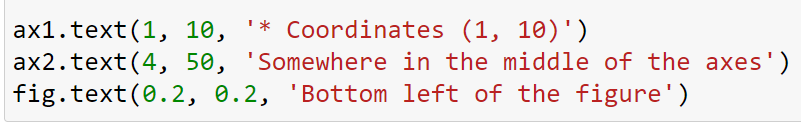 ax1.text(1, 10, '* Coordinates (1, 10)')
ax2.text(4, 50, 'Somewhere in the middle of the axes')
fig.text(0.2, 0.2, 'Bottom left of the figure')